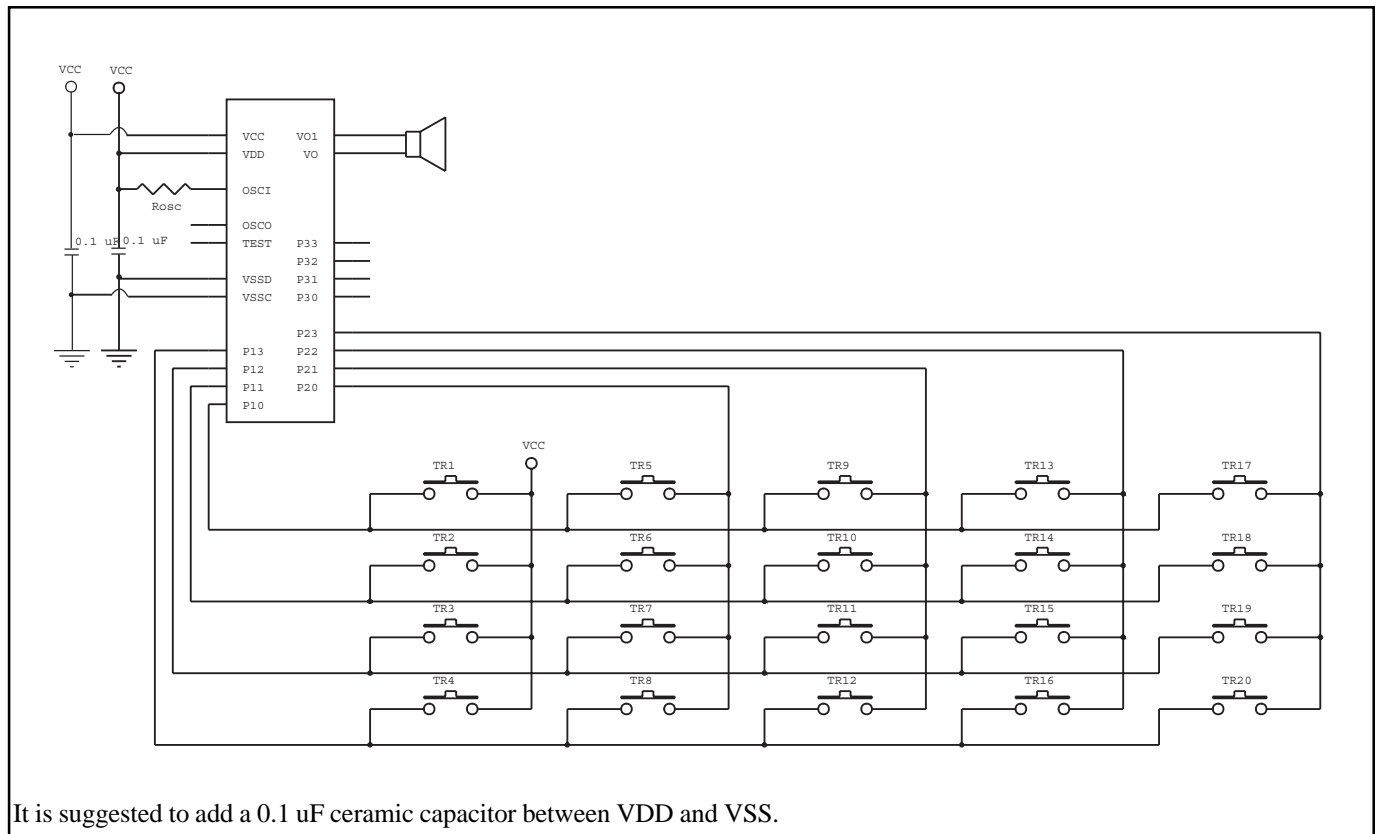 VCC VCC
VCC VO1
VDD VO
OSCI
Rosc
OSCO
0.1 uF 0.1 uF
TEST P33
P32
VSSD P31
VSSC P30
P23
P13 P22
P12 P21
P11 P20
P10
VCC
TR1 TR5 TR9 TR13 TR17
TR2 TR6 TR10 TR14 TR18
TR3 TR7 TR11 TR15 TR19
TR4 TR8 TR12 TR16 TR20
It is suggested to add a 0.1 uF ceramic capacitor between VDD and VSS.